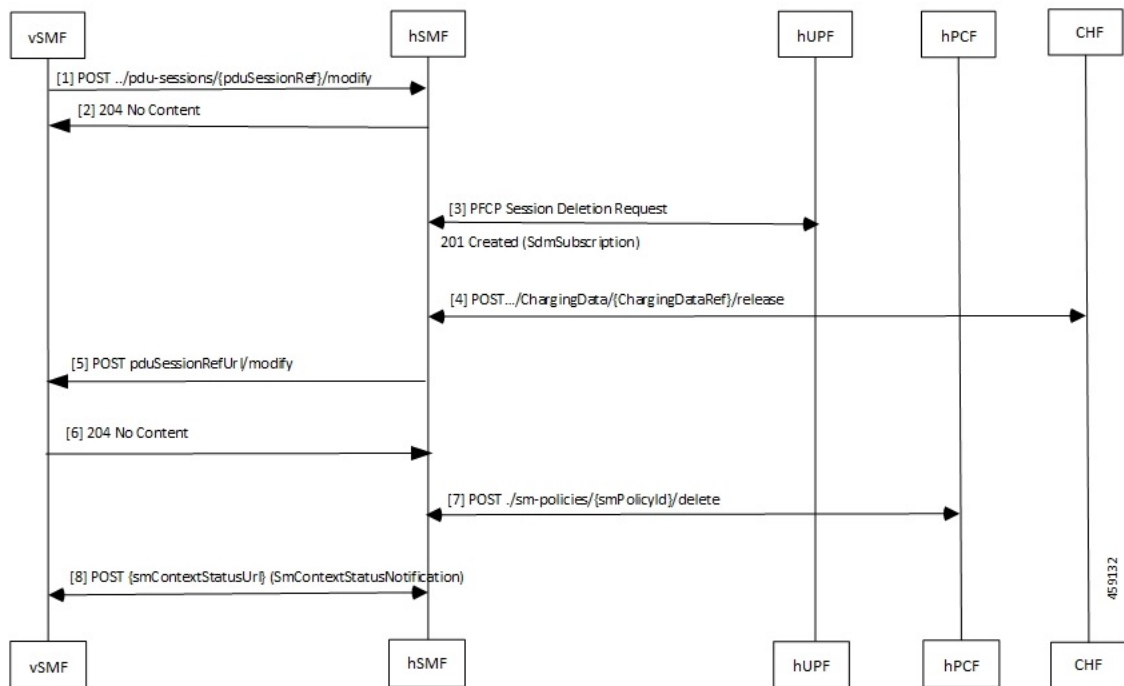 vSMF
hSMF
hUPF
hPCF
CHF
[1] POST ../pdu-sessions/{pduSessionRef}/modify
[2] 204 No Content
[3] PFCP Session Deletion Request
201 Created (SdmSubscription)
[4] POST.../ChargingData/{ChargingDataRef}/release
[5] POST pduSessionRefUrl/modify
[6] 204 No Content
[7] POST ./sm-policies/{smPolicyId}/delete
[8] POST {smContextStatusUrl} (SmContextStatusNotification)
459132
vSMF
hSMF
hUPF
hPCF
CHF